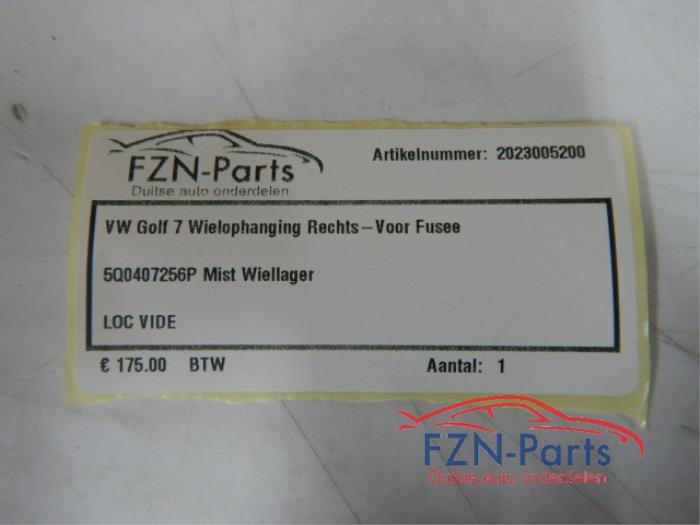 FZN-Parts
Duitse auto onderdelen
Artikelnummer: 2023005200
VW Golf 7 Wielophanging Rechts-Voor Fusee
5Q0407256P Mist Wiellager
LOC VIDE
€ 175.00 BTW
Aantal: 1
FZN-Parts
Duitse auto onderdelen